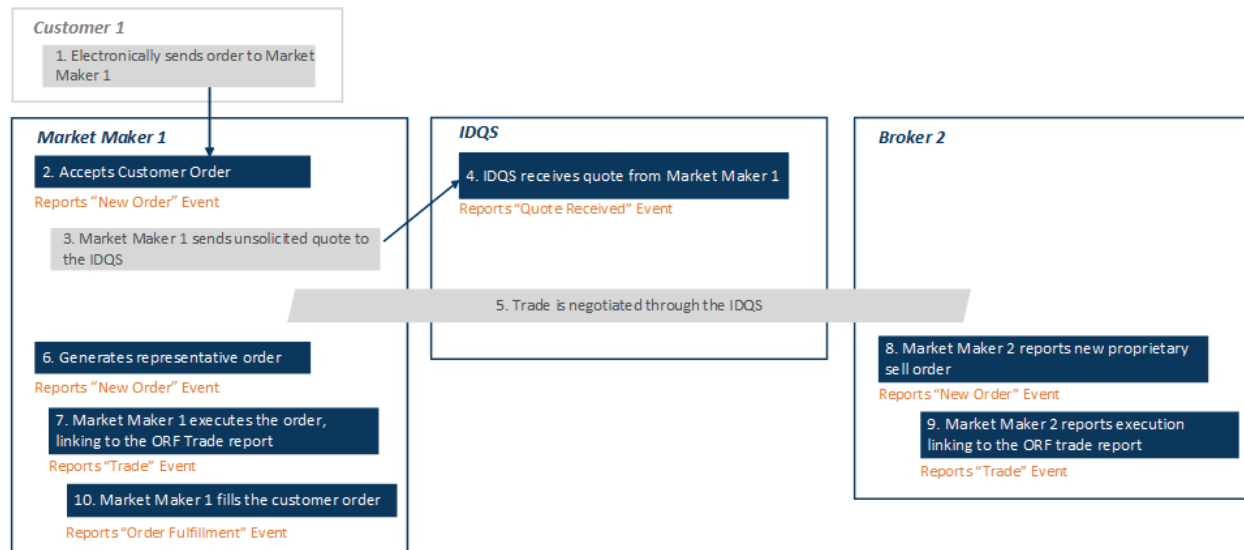 Customer 1
1. Electronically sends order to Market
Maker 1
Market Maker 1
2. Accepts Customer Order
Reports “New Order” Event
3. Market Maker 1 sends unsolicited quote to
the IDQS
IDQS
4. IDQS receives quote from Market Maker 1
Reports “Quote Received” Event
Broker 2
5. Trade is negotiated through the IDQS
6. Generates representative order
Reports “New Order” Event
7. Market Maker 1 executes the order,
linking to the ORF Trade report
Reports “Trade” Event
8. Market Maker 2 reports new proprietary
sell order
Reports “New Order” Event
9. Market Maker 2 reports execution
linking to the ORF trade report
Reports “Trade” Event
10. Market Maker 1 fills the customer order
Reports “Order Fulfillment” Event